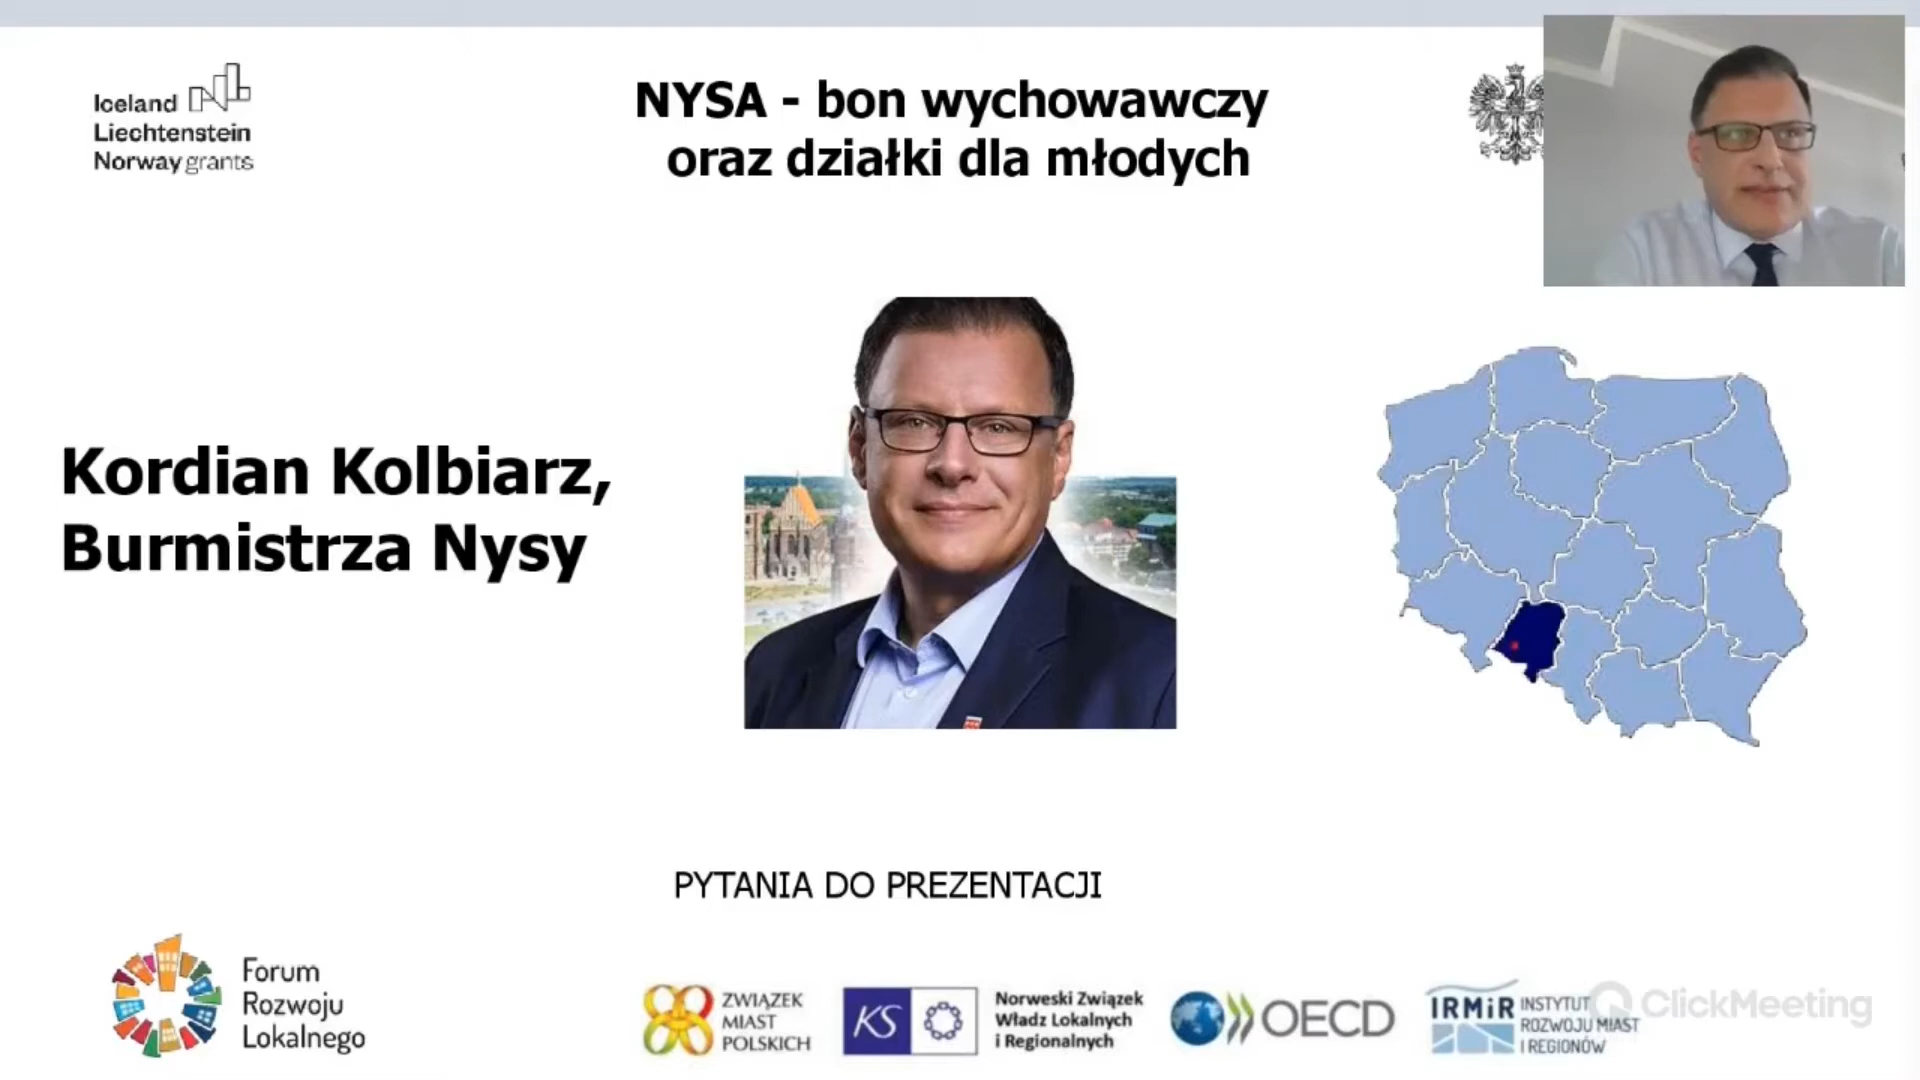 Iceland
Liechtenstein
Norway grants
NYSA - bon wychowawczy
oraz działki dla młodych
Kordian Kolbiarz,
Burmistrza Nysy
PYTANIA DO PREZENTACJI
Forum
Rozwoju
Lokalnego
ZWIĄZEK
MIAST
POLSKICH
KS
Norweski Związek
Władz Lokalnych
i Regionalnych
OECD
IRMiR
INSTYTUT
ROZWOJU MIAST
I REGIONÓW
ClickMeeting